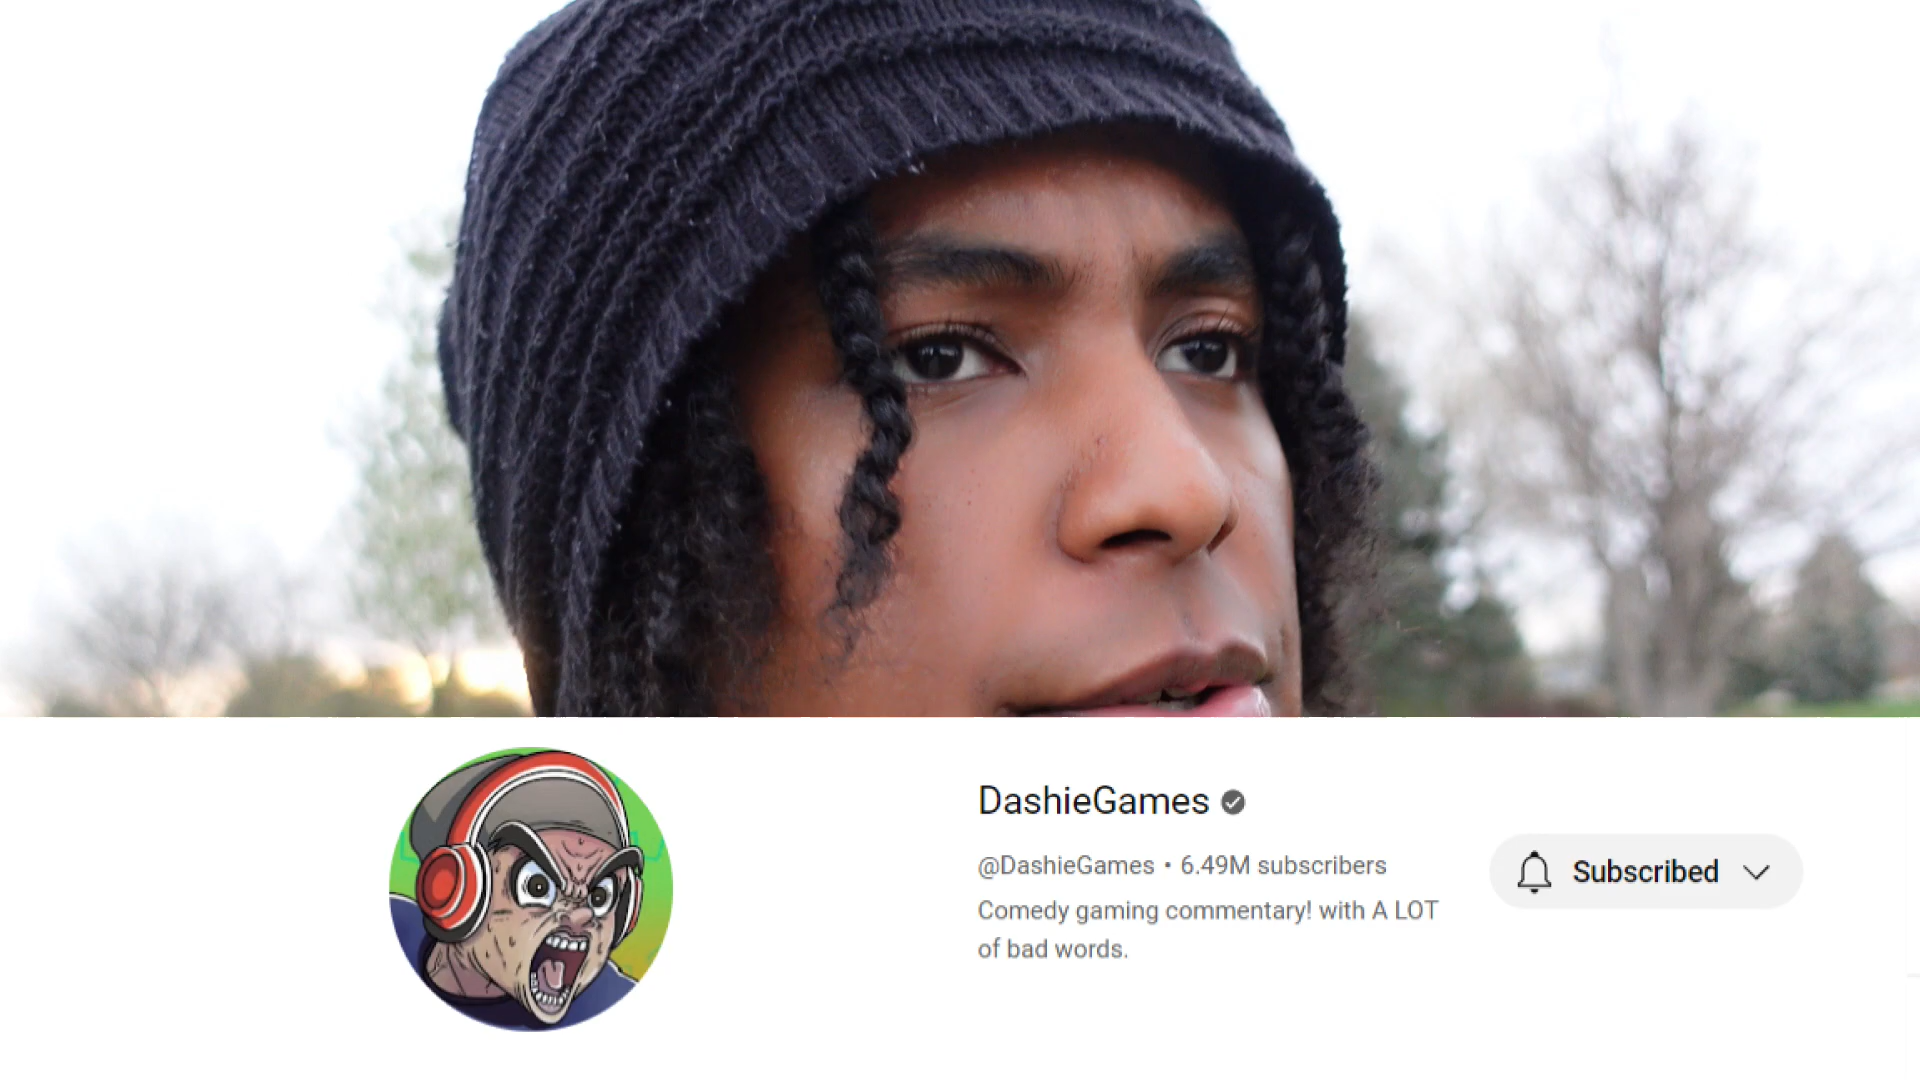 DashieGames
@DashieGames • 6.49M subscribers
Comedy gaming commentary! with A LOT
of bad words.
Subscribed